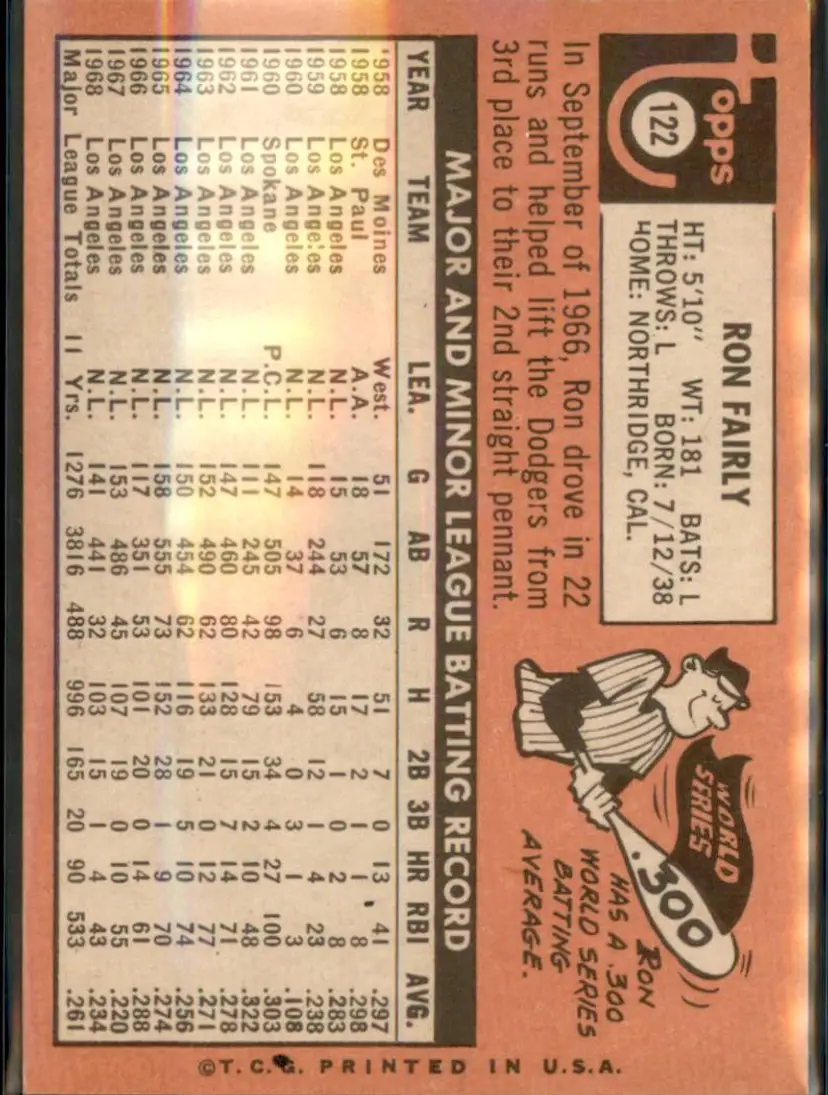 Topps
122
RON FAIRLY
HT: 5'10" WT: 181 BATS: L
THROWS: L BORN: 7/12/38
HOME: NORTHRIDGE, CAL.
In September of 1966, Ron drove in 22
runs and helped lift the Dodgers from
3rd place to their 2nd straight pennant.
WORLD
SERIES
.300
RON
HAS A .300
WORLD SERIES
BATTING
AVERAGE.
MAJOR AND MINOR LEAGUE BATTING RECORD
YEAR TEAM LEA. G AB R H 2B 3B HR RBI AVG.
1958 Des Moines West. 51 172 32 51 7 0 13 41 .297
1958 St. Paul A.A. 18 57 8 17 2 1 1 8 .298
1958 Los Angeles N.L. 15 53 6 15 1 0 2 8 .283
1959 Los Angeles N.L. 118 244 27 58 12 1 4 23 .238
1960 Los Angeles N.L. 14 37 6 4 0 3 1 3 .108
1960 Spokane P.C.L. 147 505 98 153 34 4 27 100 .303
1961 Los Angeles N.L. 111 245 42 79 15 2 10 48 .322
1962 Los Angeles N.L. 147 460 80 128 15 7 14 71 .278
1963 Los Angeles N.L. 152 490 62 133 21 0 12 77 .271
1964 Los Angeles N.L. 150 454 62 116 19 5 10 74 .256
1965 Los Angeles N.L. 158 555 73 152 28 1 9 70 .274
1966 Los Angeles N.L. 117 351 53 101 20 0 14 61 .288
1967 Los Angeles N.L. 153 486 45 107 19 0 10 55 .220
1968 Los Angeles N.L. 141 441 32 103 15 1 4 43 .234
Major League Totals 11 Yrs. 1276 3816 488 996 165 20 90 533 .261
©T.C.G. PRINTED IN U.S.A.